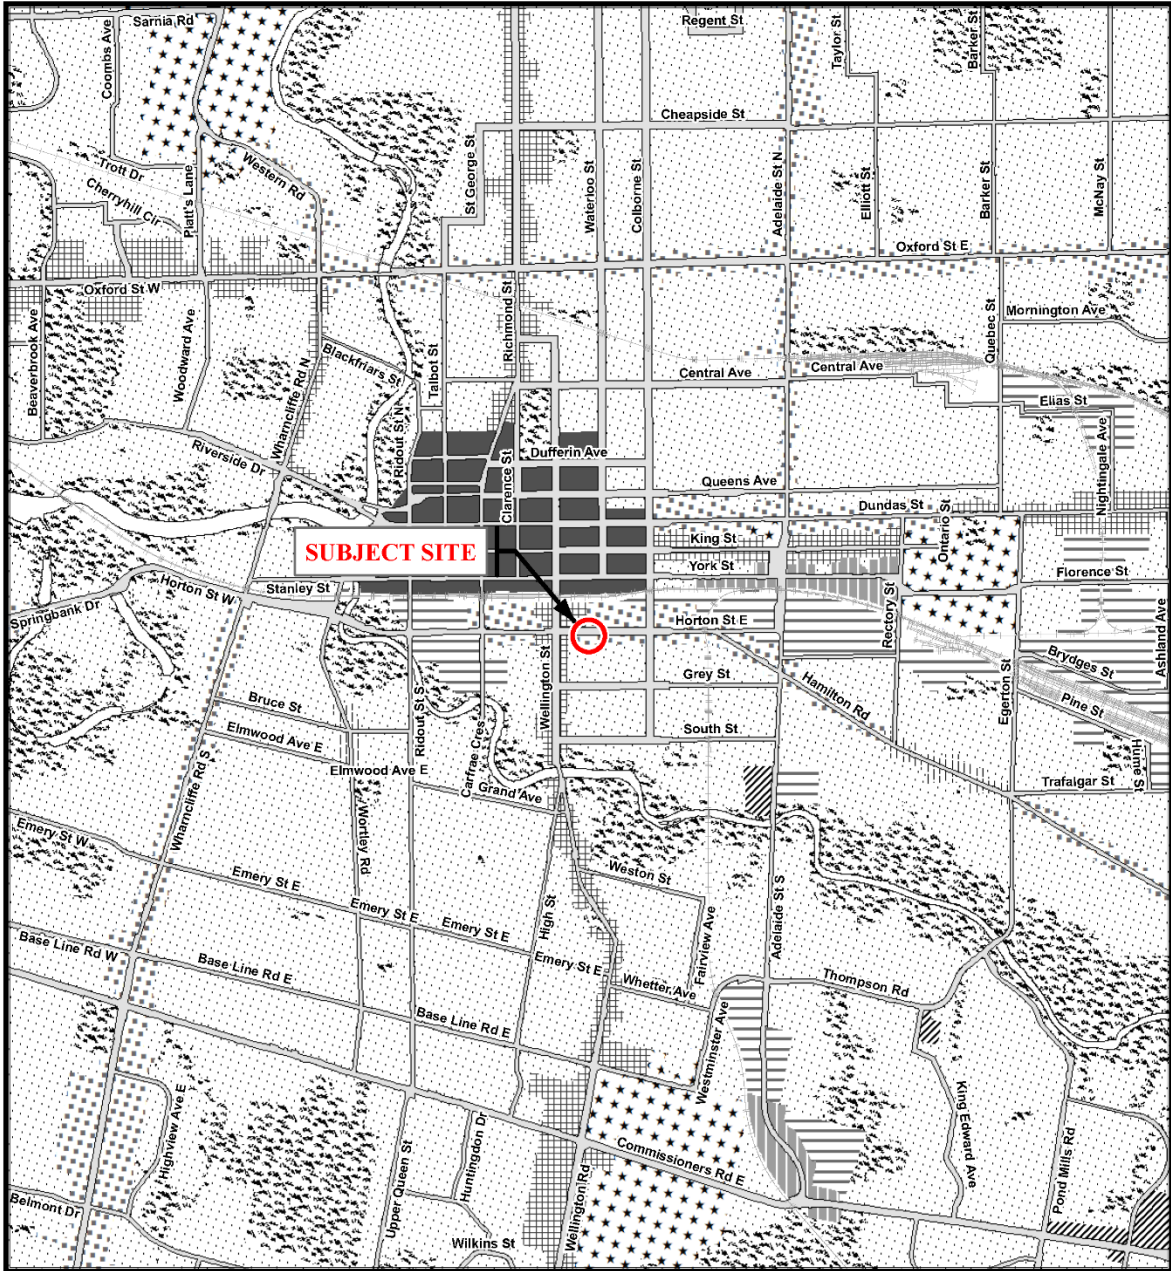 Sarnia Rd
Coombs Ave
Regent St
Taylor St
Barker St
Cheapside St
Trott Dr
Cherryhill Cir
Platt's Lane
Western Rd
St George St
Waterloo St
Colborne St
Adelaide St N
Elliott St
Barker St
McNay St
Oxford St E
Oxford St W
Beaverbrook Ave
Woodward Ave
Wharncliffe Rd N
Blackfriars St
Talbot St
Richmond St
Quebec St
Mornington Ave
Central Ave
Central Ave
Elias St
Nightingale Ave
Riverside Dr
Ridout St N
Clarence St
Dufferin Ave
Queens Ave
Dundas St
Ontario St
SUBJECT SITE
King St
York St
Florence St
Springbank Dr
Horton St W
Stanley St
Horton St E
Rectory St
Ashland Ave
Wellington St
Grey St
Hamilton Rd
Egerton St
Brydges St
Pine St
Bruce St
Ridout St S
Carfrae Cres
South St
Elmwood Ave E
Elmwood Ave E
Hume St
Trafalgar St
Wharncliffe Rd S
Wortley Rd
Grand Ave
Emery St W
Emery St E
Weston St
Emery St E
Emery St E
High St
Emery St E
Fairview Ave
Adelaide St S
Base Line Rd W
Base Line Rd E
Whetter Ave
Thompson Rd
Base Line Rd E
Westminster Ave
Highview Ave E
King Edward Ave
Pond Mills Rd
Huntingdon Dr
Commissioners Rd E
Upper Queen St
Wellington Rd
Belmont Dr
Wilkins St